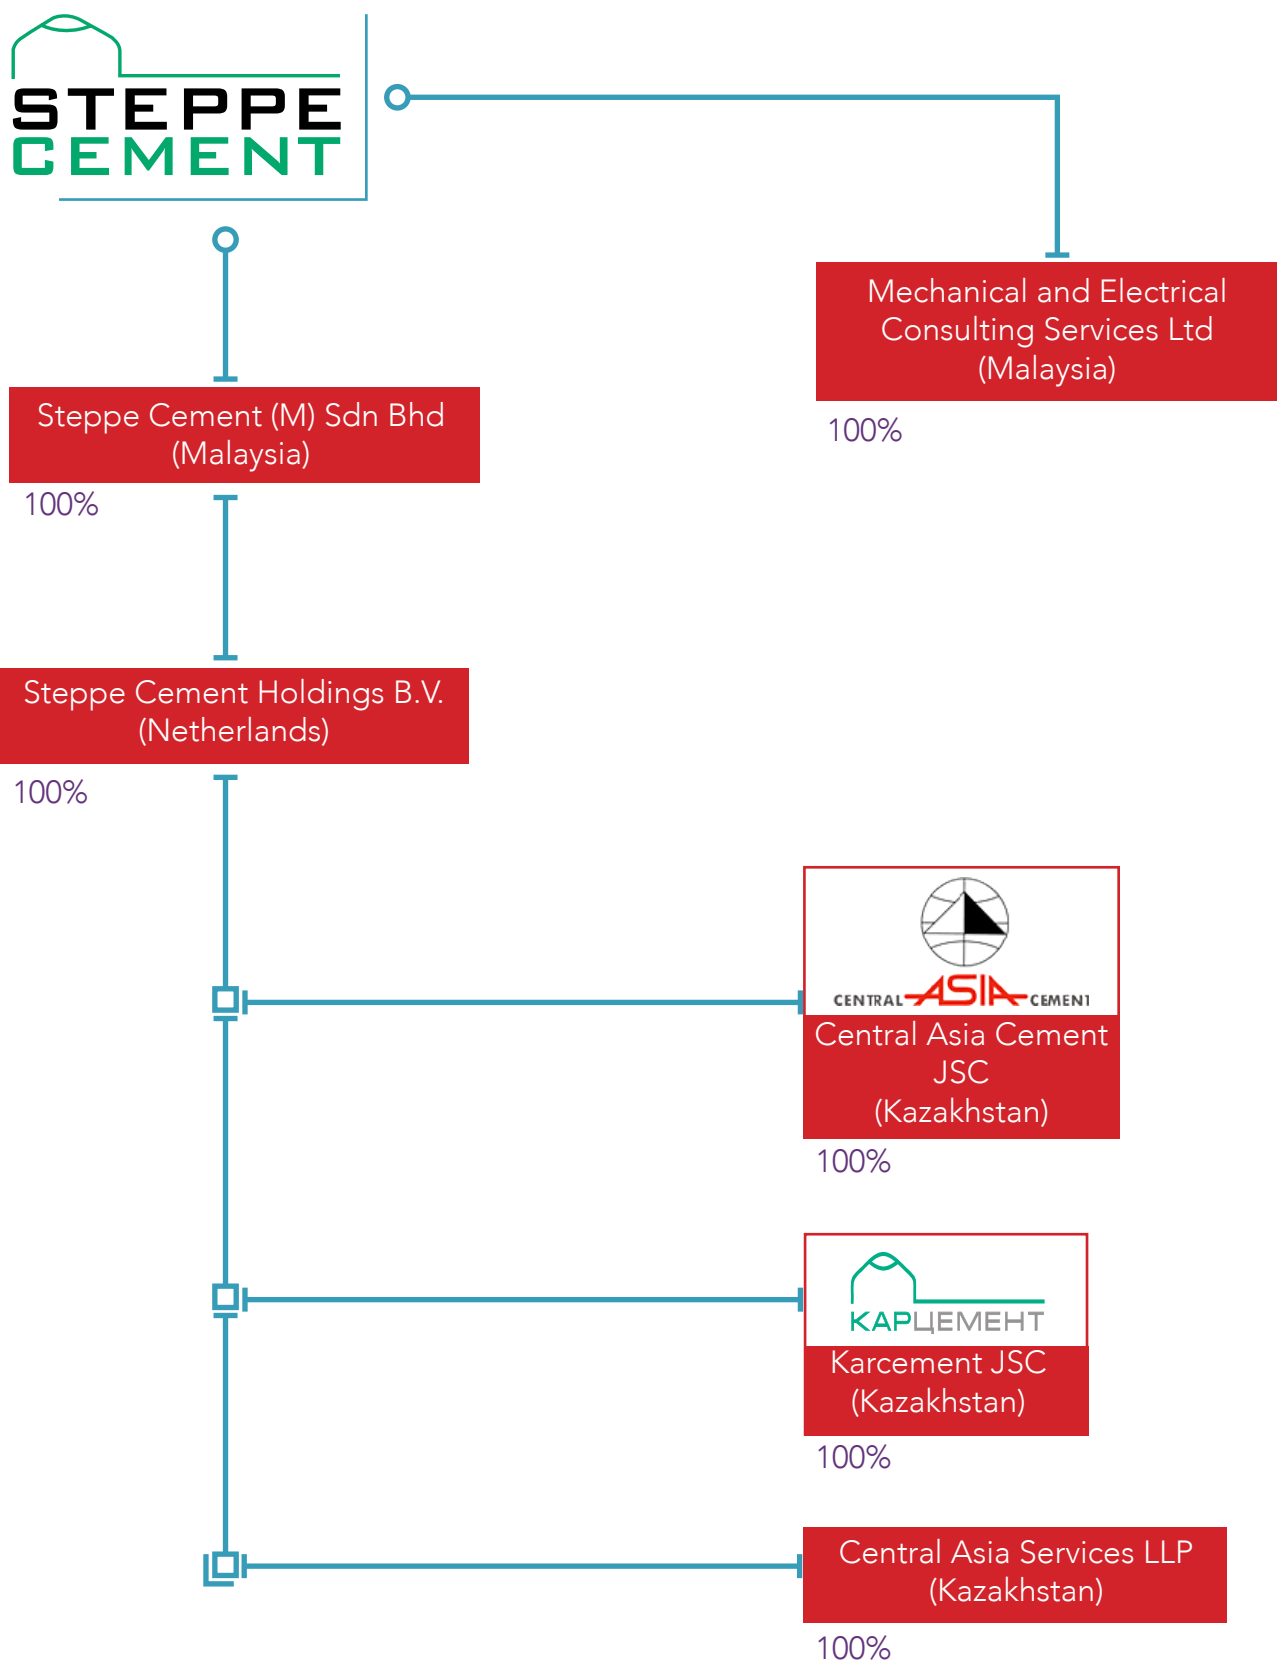 STEPPE
CEMENT
Mechanical and Electrical
Consulting Services Ltd
(Malaysia)
100%
Steppe Cement (M) Sdn Bhd
(Malaysia)
100%
Steppe Cement Holdings B.V.
(Netherlands)
100%
CENTRAL ASIA CEMENT
Central Asia Cement
JSC
(Kazakhstan)
100%
КАРЦЕМЕНТ
Karcement JSC
(Kazakhstan)
100%
Central Asia Services LLP
(Kazakhstan)
100%